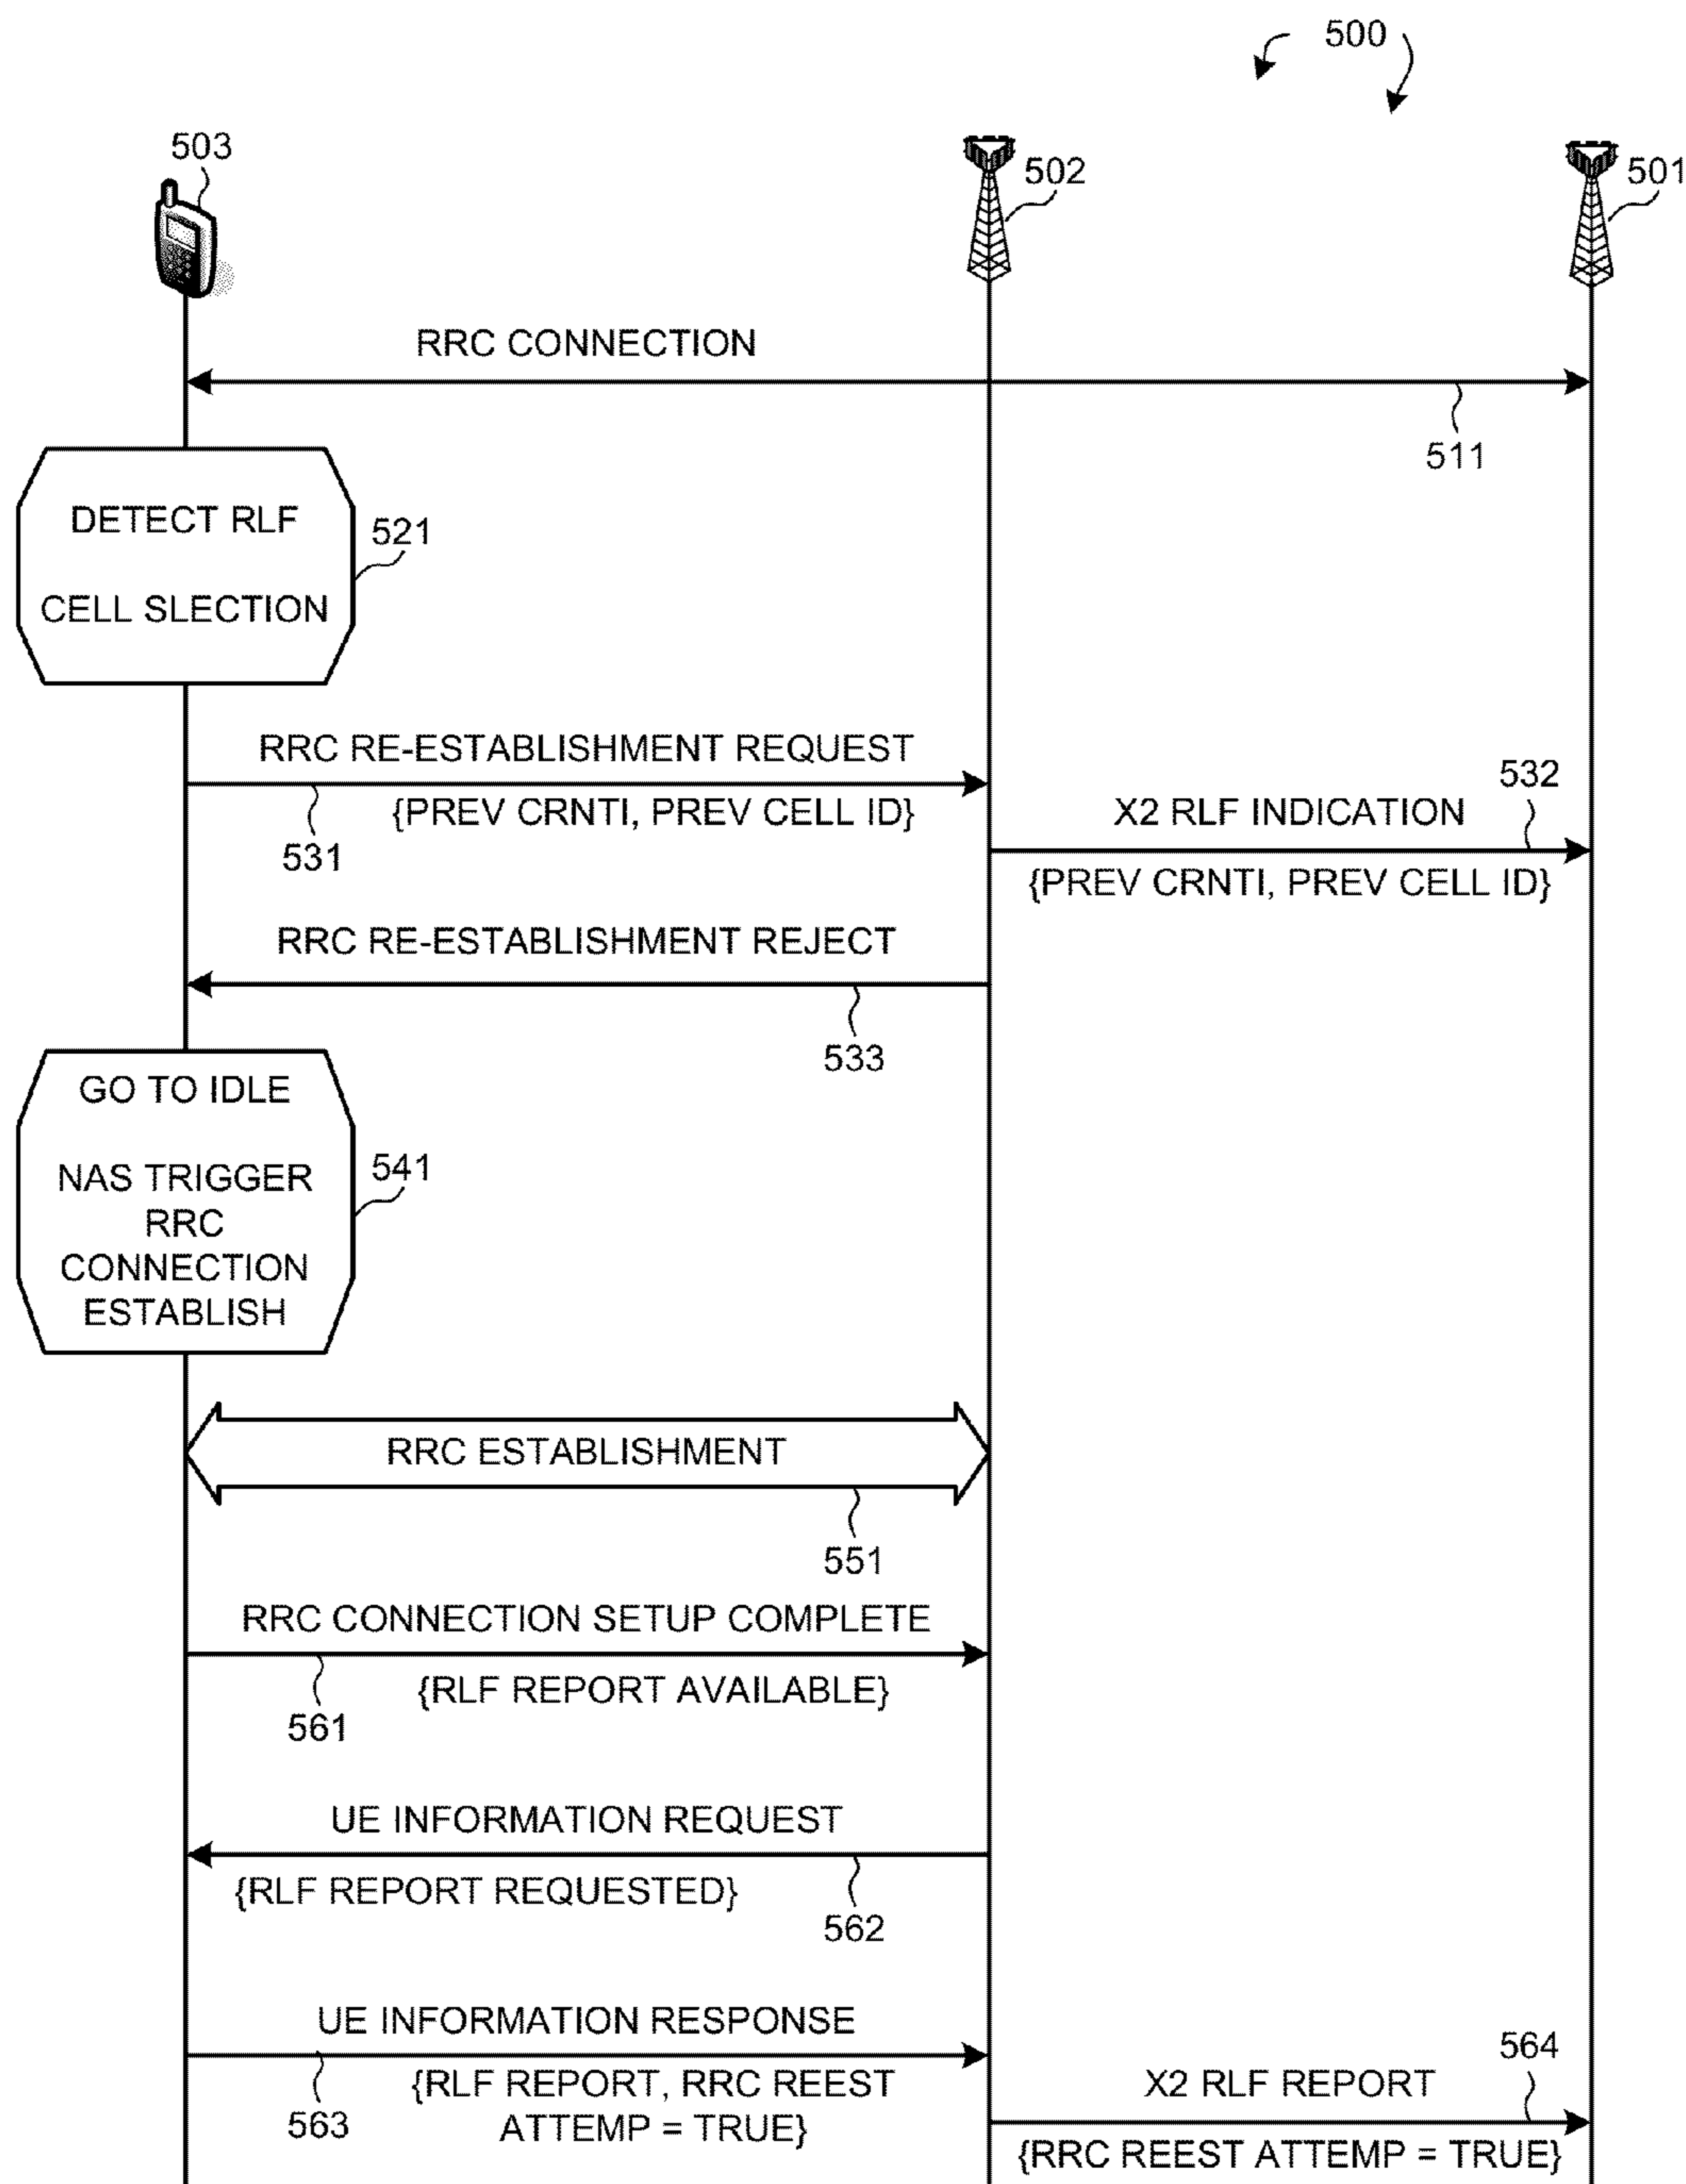 500
503
502
501
RRC CONNECTION
511
DETECT RLF
CELL SLECTION
521
RRC RE-ESTABLISHMENT REQUEST
{PREV CRNTI, PREV CELL ID}
531
532
X2 RLF INDICATION
{PREV CRNTI, PREV CELL ID}
RRC RE-ESTABLISHMENT REJECT
533
GO TO IDLE
NAS TRIGGER
RRC
CONNECTION
ESTABLISH
541
RRC ESTABLISHMENT
551
RRC CONNECTION SETUP COMPLETE
{RLF REPORT AVAILABLE}
561
UE INFORMATION REQUEST
{RLF REPORT REQUESTED}
562
UE INFORMATION RESPONSE
{RLF REPORT, RRC REEST
ATTEMP = TRUE}
563
564
X2 RLF REPORT
{RRC REEST ATTEMP = TRUE}